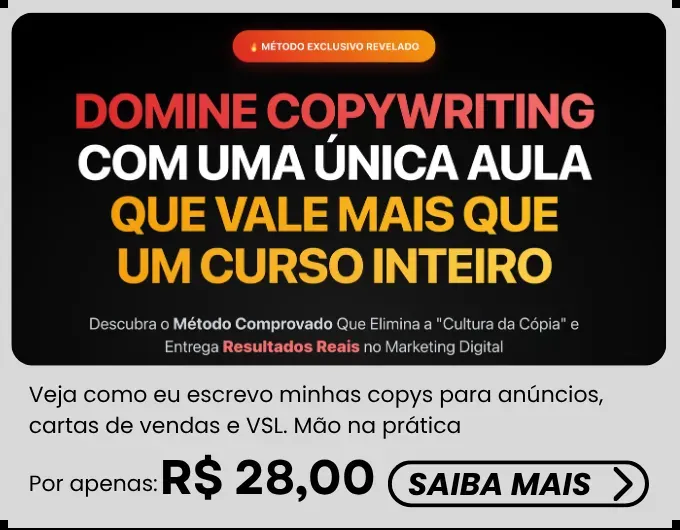 🔥 MÉTODO EXCLUSIVO REVELADO
DOMINE COPYWRITING
COM UMA ÚNICA AULA
QUE VALE MAIS QUE
UM CURSO INTEIRO
Descubra o Método Comprovado Que Elimina a "Cultura da Cópia" e
Entrega Resultados Reais no Marketing Digital
Veja como eu escrevo minhas copys para anúncios,
cartas de vendas e VSL. Mão na prática
Por apenas: R$ 28,00 SAIBA MAIS